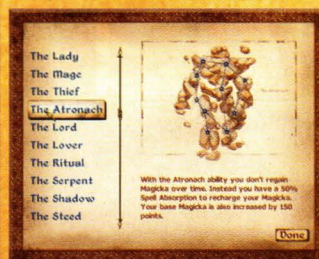 The Lady
The Mage
The Thief
The Atronach
The Lord
The Lover
The Ritual
The Serpent
The Shadow
The Steed
The Atronach
With the Atronach ability you don't regain
Magicka over time. Instead you have a 50%
Spell Absorption to recharge your Magicka.
Your base Magicka is also increased by 150
points.
Done